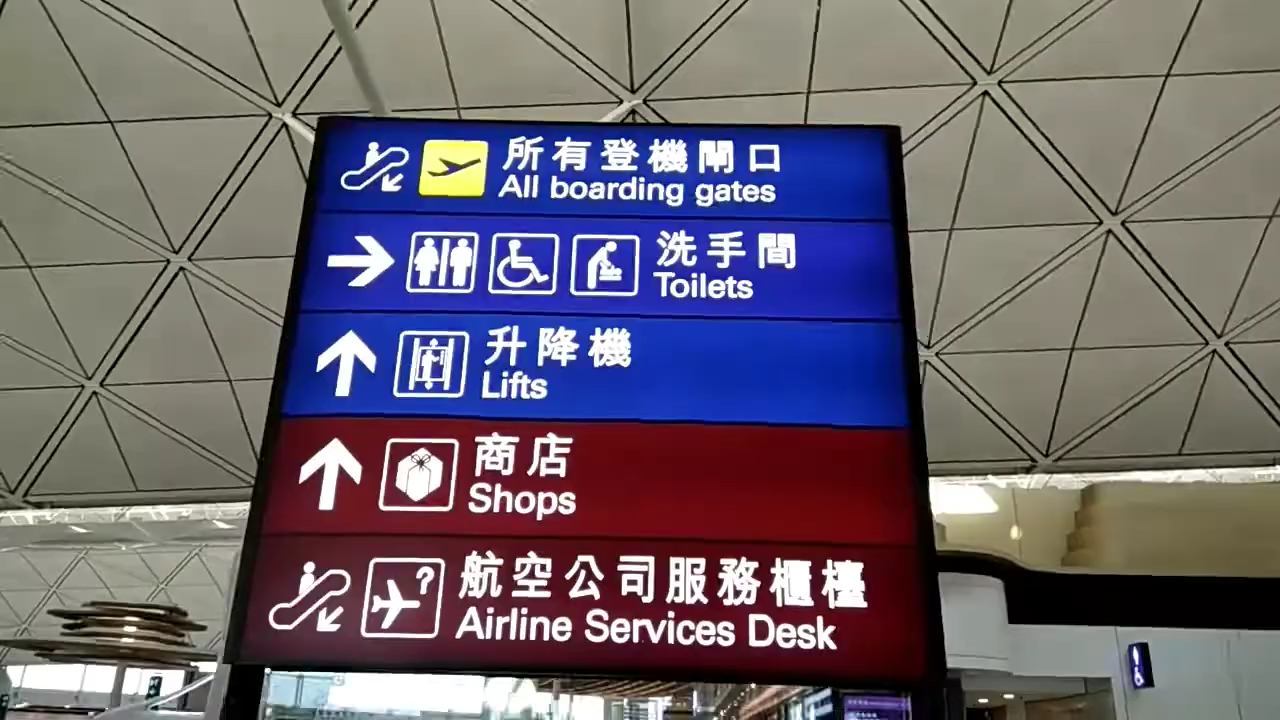 所有登機閘口
All boarding gates
洗手間
Toilets
升降機
Lifts
商店
Shops
?
航空公司服務櫃檯
Airline Services Desk